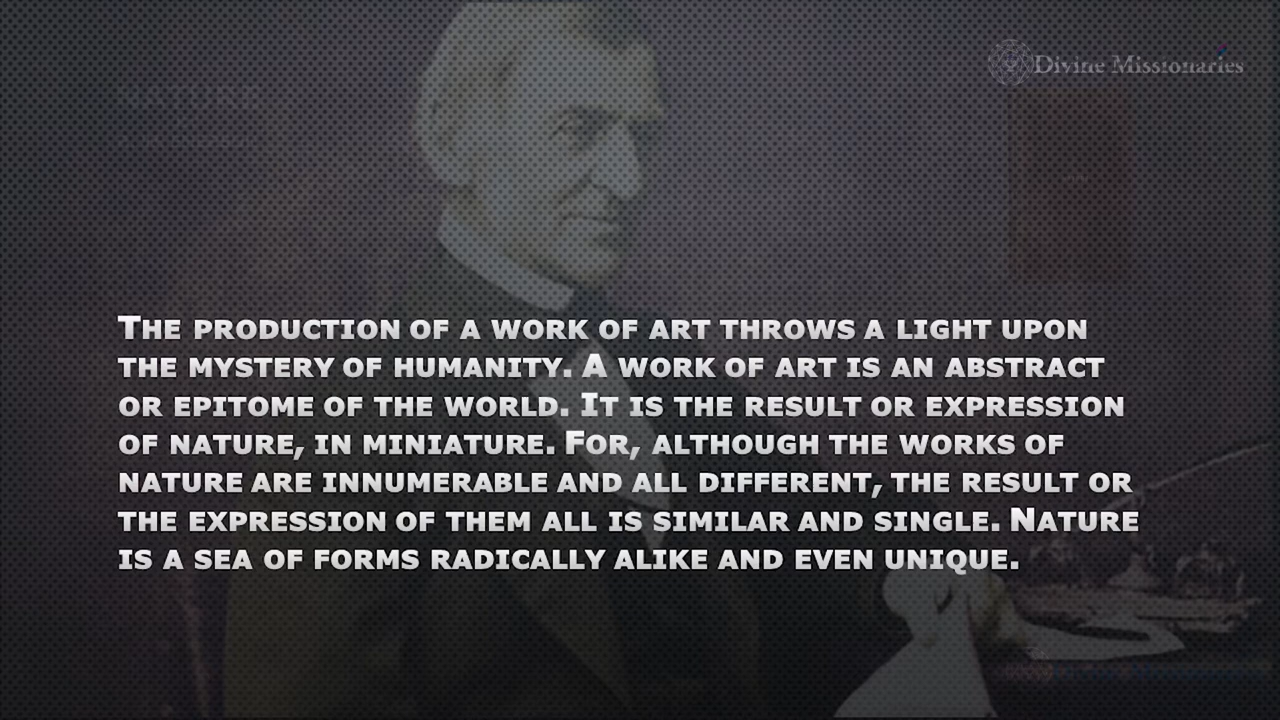 Divine Missionaries
NATURE
THE PRODUCTION OF A WORK OF ART THROWS A LIGHT UPON
THE MYSTERY OF HUMANITY. A WORK OF ART IS AN ABSTRACT
OR EPITOME OF THE WORLD. IT IS THE RESULT OR EXPRESSION
OF NATURE, IN MINIATURE. FOR, ALTHOUGH THE WORKS OF
NATURE ARE INNUMERABLE AND ALL DIFFERENT, THE RESULT OR
THE EXPRESSION OF THEM ALL IS SIMILAR AND SINGLE. NATURE
IS A SEA OF FORMS RADICALLY ALIKE AND EVEN UNIQUE.